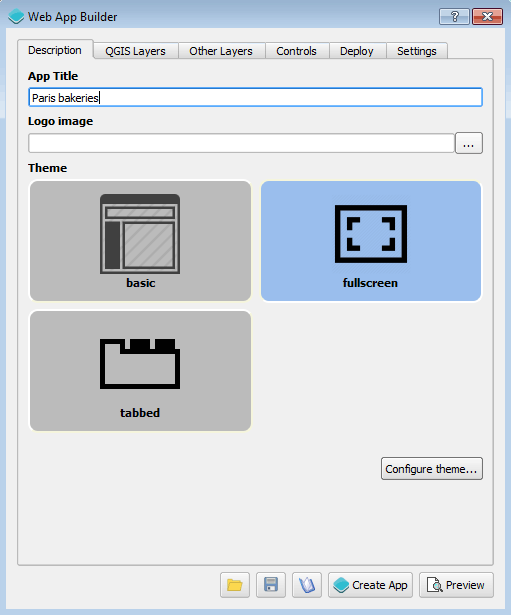 Web App Builder
?
Description QGIS Layers Other Layers Controls Deploy Settings
App Title
Paris bakeries
Logo image
...
Theme
basic fullscreen
tabbed
Configure theme...
Create App Preview